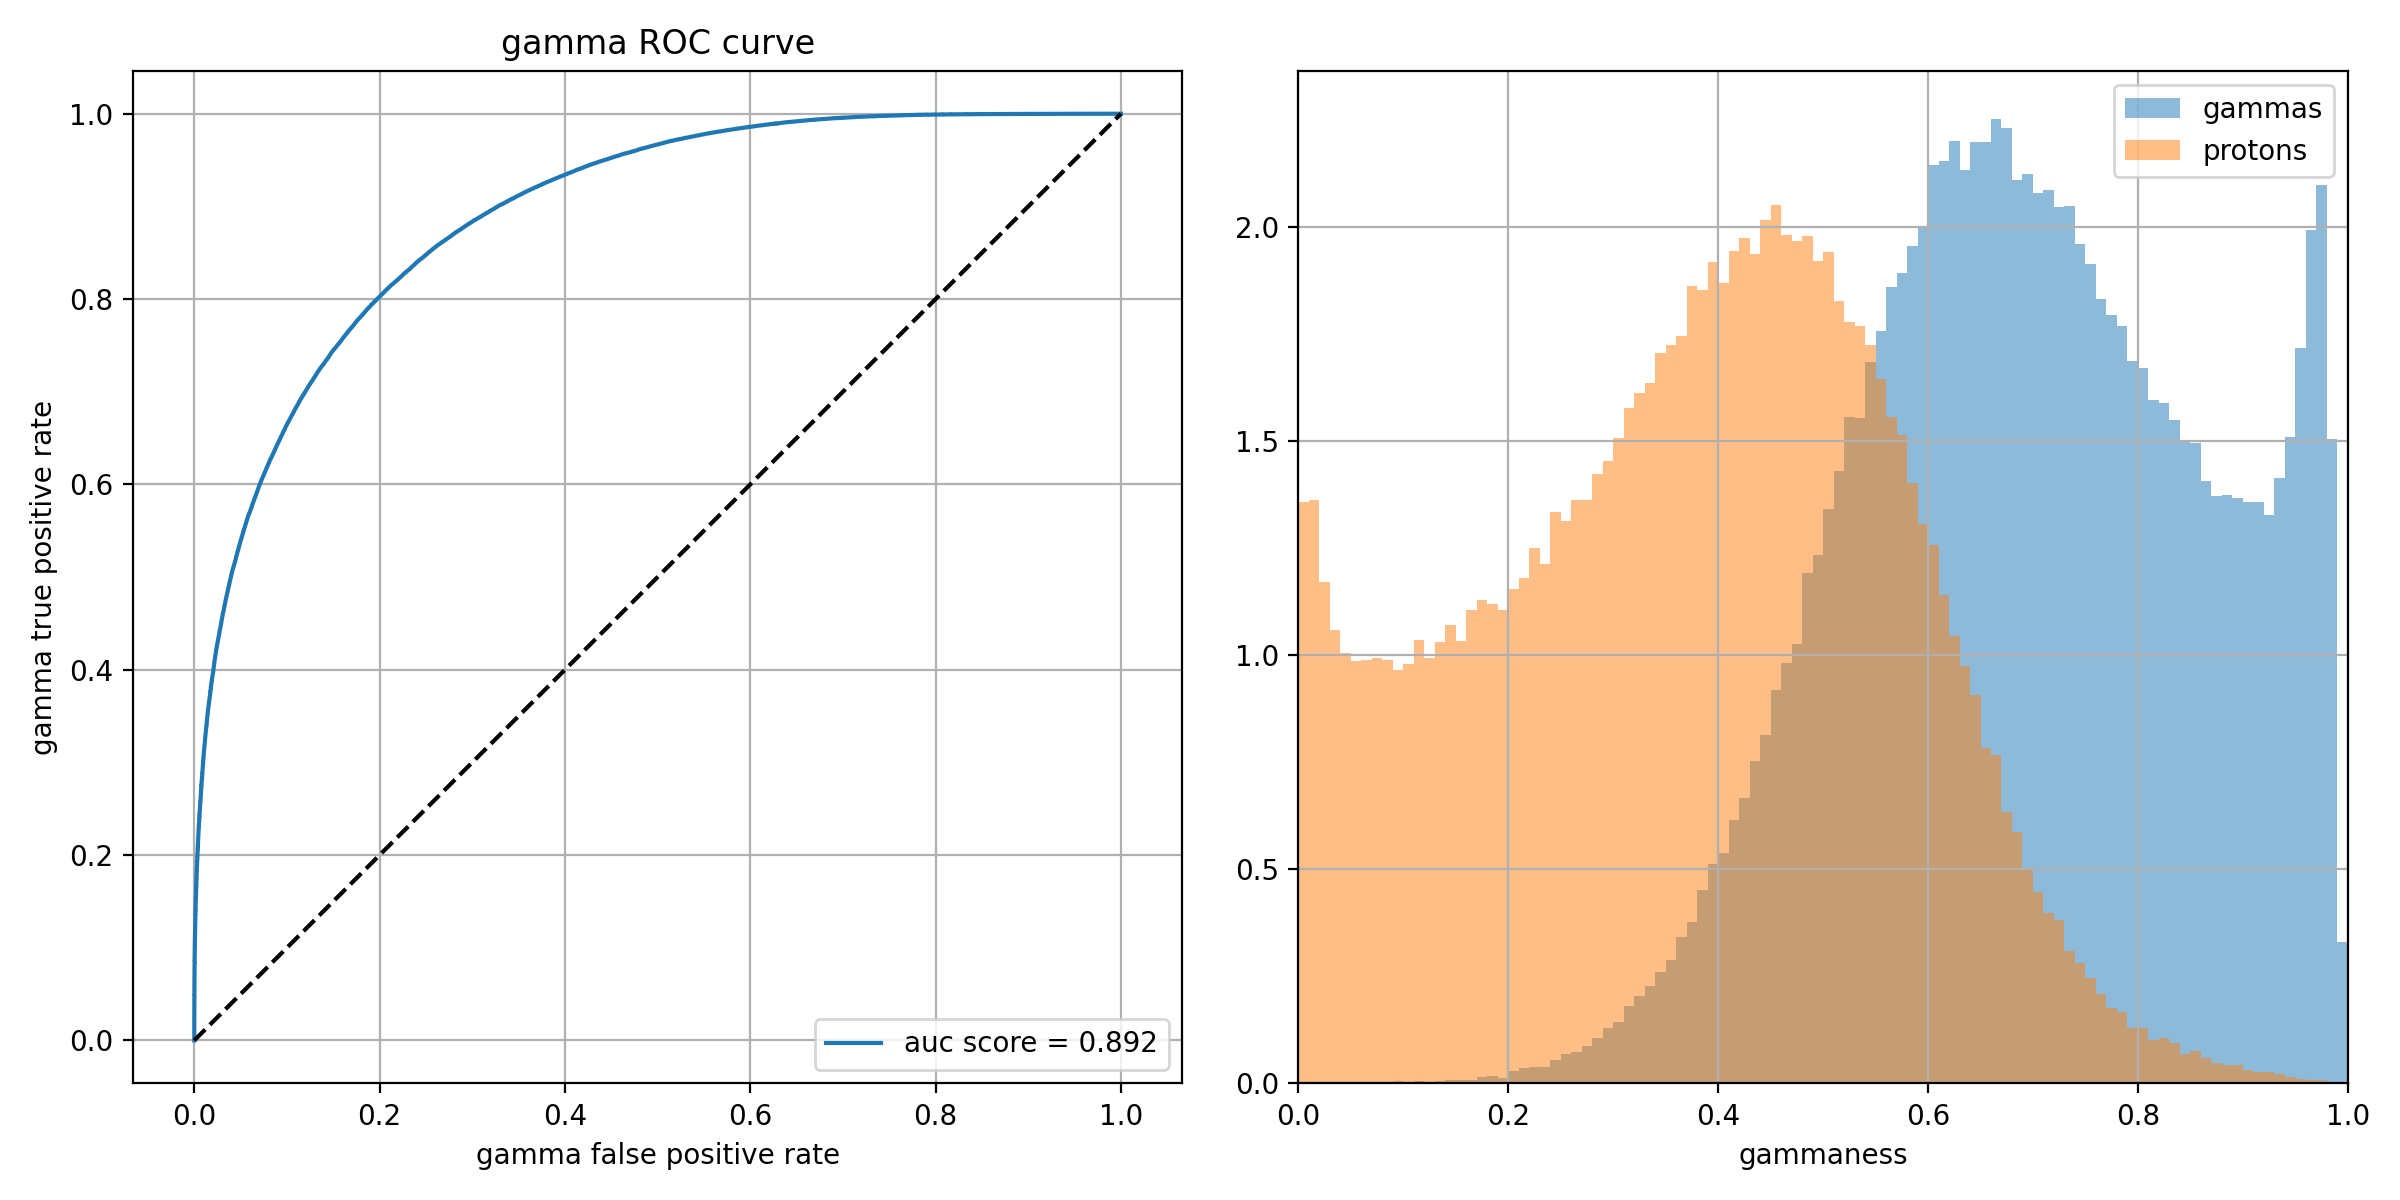 gamma ROC curve
gamma true positive rate
1.0
0.8
0.6
0.4
0.2
0.0
auc score = 0.892
0.0 0.2 0.4 0.6 0.8 1.0
gamma false positive rate
gammas
protons
2.0
1.5
1.0
0.5
0.0
0.0 0.2 0.4 0.6 0.8 1.0
gammaness